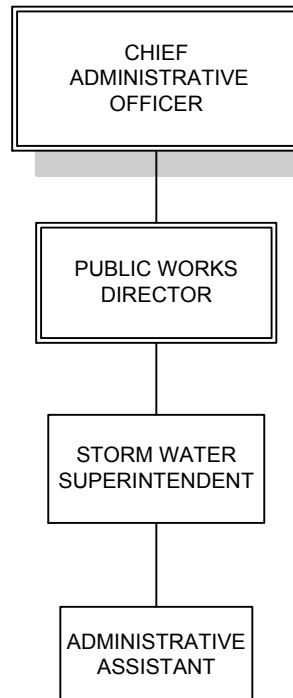 CHIEF
ADMINISTRATIVE
OFFICER
PUBLIC WORKS
DIRECTOR
STORM WATER
SUPERINTENDENT
ADMINISTRATIVE
ASSISTANT